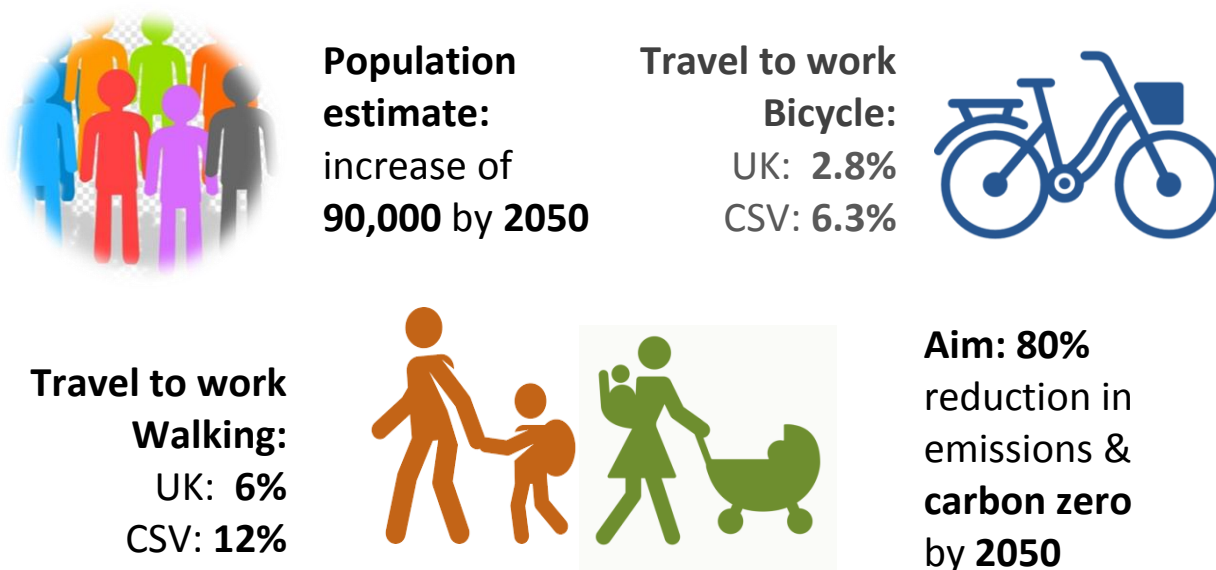 Population
estimate:
increase of
90,000 by 2050
Travel to work
Bicycle:
UK: 2.8%
CSV: 6.3%
Travel to work
Walking:
UK: 6%
CSV: 12%
Aim: 80%
reduction in
emissions &
carbon zero
by 2050